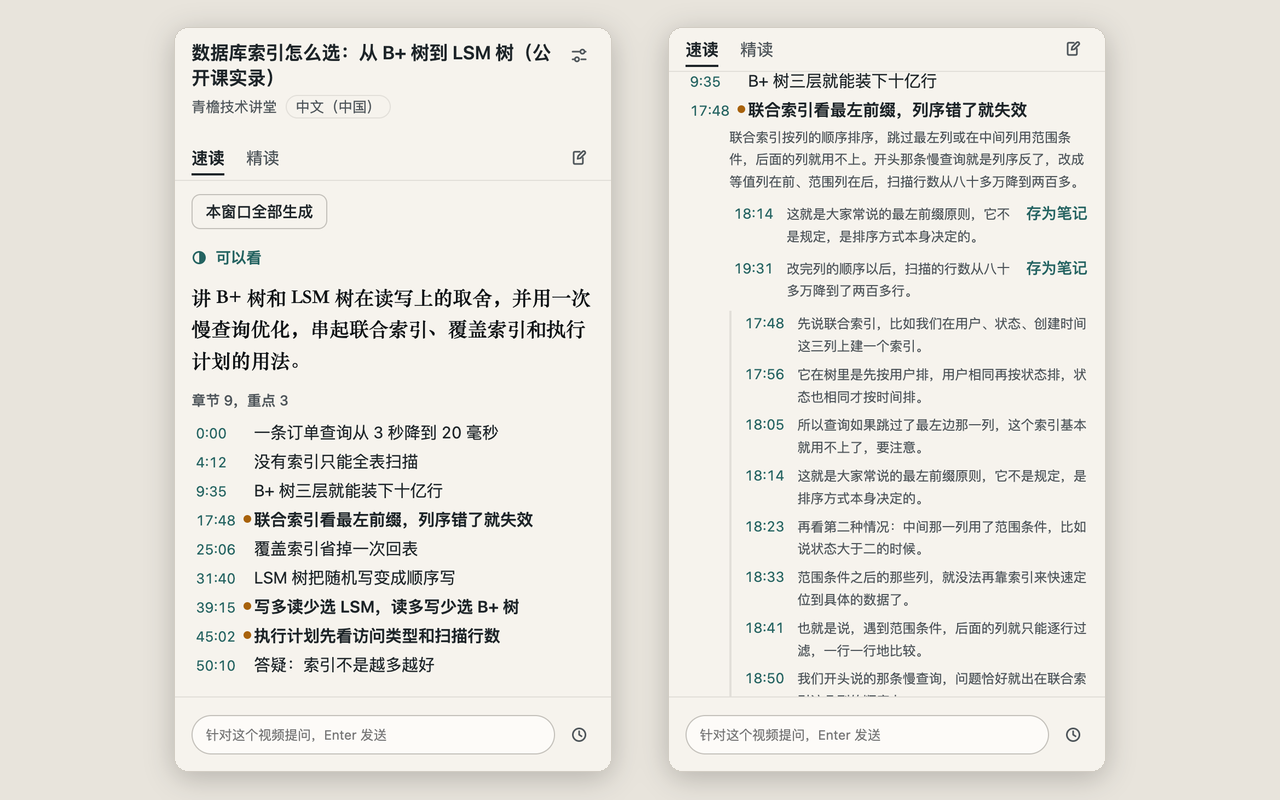 数据库索引怎么选：从 B+ 树到 LSM 树（公
开课实录）
青檐技术讲堂 中文（中国）
速读 精读
本窗口全部生成
可以看
讲 B+ 树和 LSM 树在读写上的取舍，并用一次
慢查询优化，串起联合索引、覆盖索引和执行
计划的用法。
章节 9，重点 3
0:00 一条订单查询从 3 秒降到 20 毫秒
4:12 没有索引只能全表扫描
9:35 B+ 树三层就能装下十亿行
17:48 联合索引看最左前缀，列序错了就失效
25:06 覆盖索引省掉一次回表
31:40 LSM 树把随机写变成顺序写
39:15 写多读少选 LSM，读多写少选 B+ 树
45:02 执行计划先看访问类型和扫描行数
50:10 答疑：索引不是越多越好
针对这个视频提问，Enter 发送
速读 精读
9:35 B+ 树三层就能装下十亿行
17:48 联合索引看最左前缀，列序错了就失效
联合索引按列的顺序排序，跳过最左列或在中间列用范围条
件，后面的列就用不上。开头那条慢查询就是列序反了，改成
等值列在前、范围列在后，扫描行数从八十多万降到两百多。
18:14 这就是大家常说的最左前缀原则，它不 存为笔记
是规定，是排序方式本身决定的。
19:31 改完列的顺序以后，扫描的行数从八十 存为笔记
多万降到了两百多行。
17:48 先说联合索引，比如我们在用户、状态、创建时间
这三列上建一个索引。
17:56 它在树里是先按用户排，用户相同再按状态排，状
态也相同才按时间排。
18:05 所以查询如果跳过了最左边那一列，这个索引基本
就用不上了，要注意。
18:14 这就是大家常说的最左前缀原则，它不是规定，是
排序方式本身决定的。
18:23 再看第二种情况：中间那一列用了范围条件，比如
说状态大于二的时候。
18:33 范围条件之后的那些列，就没法再靠索引来快速定
位到具体的数据了。
18:41 也就是说，遇到范围条件，后面的列就只能逐行过
滤，一行一行地比较。
18:50 我们开头说的那条慢查询，问题恰好就出在联合索
针对这个视频提问，Enter 发送